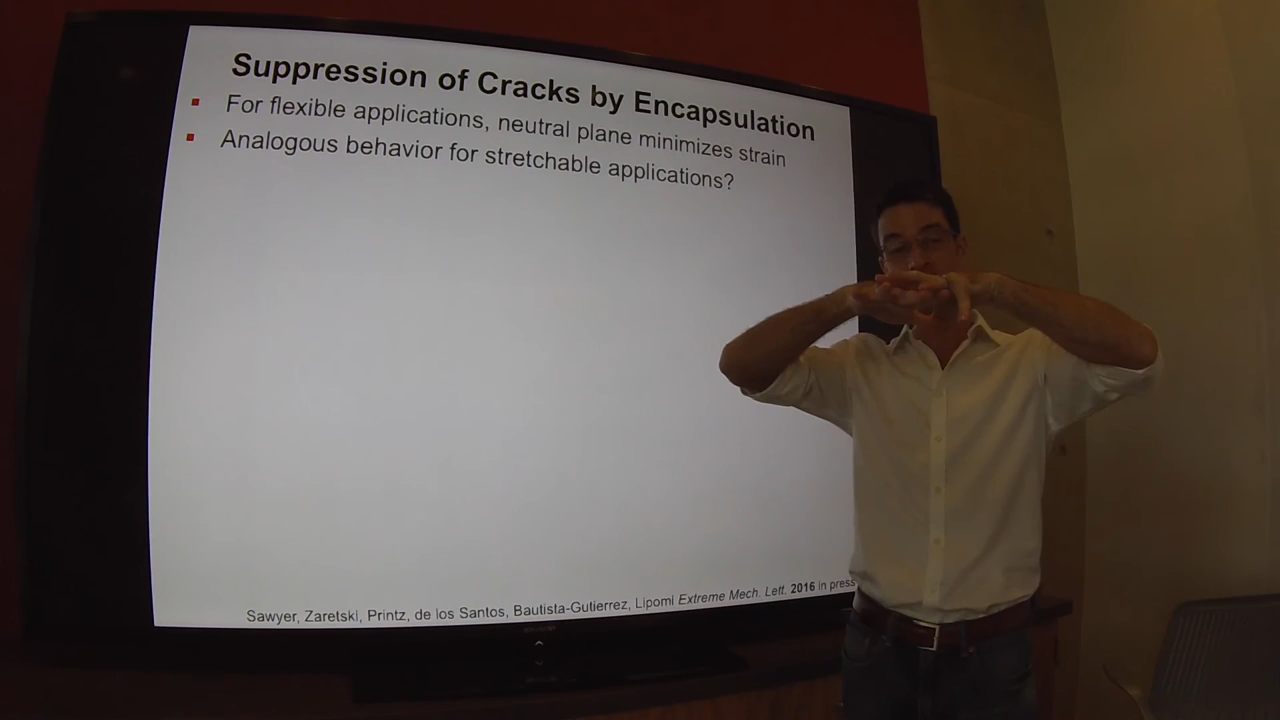 Suppression of Cracks by Encapsulation
For flexible applications, neutral plane minimizes strain
Analogous behavior for stretchable applications?
Sawyer, Zaretski, Printz, de los Santos, Bautista-Gutierrez, Lipomi Extreme Mech. Lett. 2016 in press